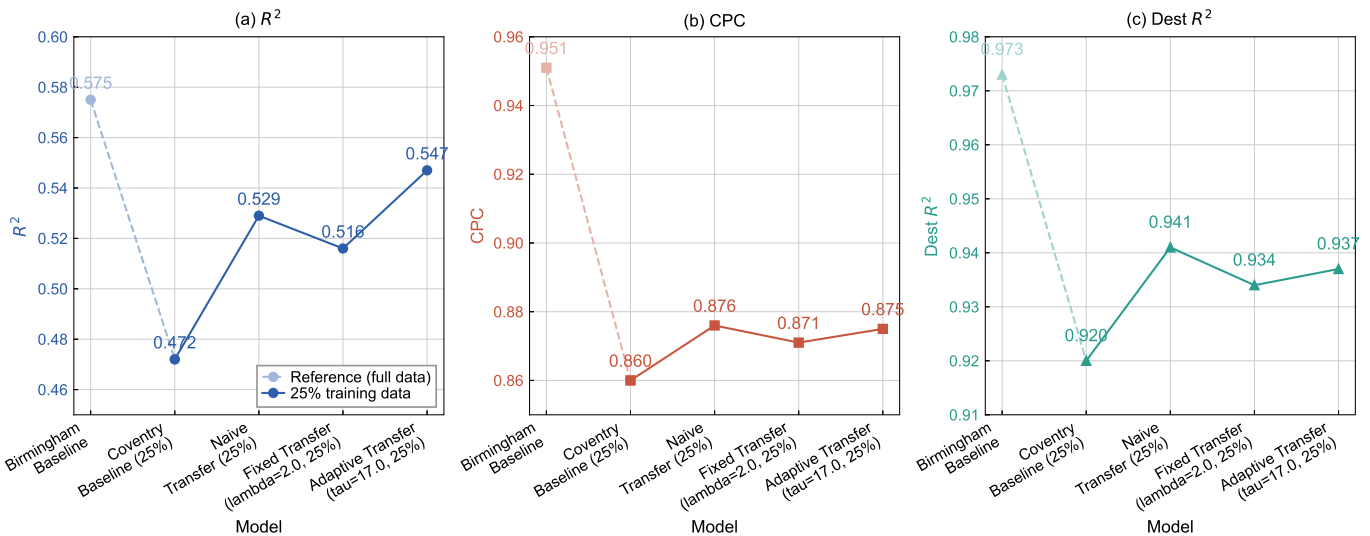 (a) R²
0.60
0.58
0.56
0.54
0.52
0.50
0.48
0.46
R²
0.575
0.472
0.529
0.516
0.547
Reference (full data)
25% training data
Birmingham
Baseline
Coventry
Baseline (25%)
Naive
Transfer (25%)
Fixed Transfer
(lambda=2.0, 25%)
Adaptive Transfer
(tau=17.0, 25%)
Model
(b) CPC
0.96
0.94
0.92
0.90
0.88
0.86
CPC
0.951
0.860
0.876
0.871
0.875
Birmingham
Baseline
Coventry
Baseline (25%)
Naive
Transfer (25%)
Fixed Transfer
(lambda=2.0, 25%)
Adaptive Transfer
(tau=17.0, 25%)
Model
(c) Dest R²
0.98
0.97
0.96
0.95
0.94
0.93
0.92
0.91
Dest R²
0.973
0.920
0.941
0.934
0.937
Birmingham
Baseline
Coventry
Baseline (25%)
Naive
Transfer (25%)
Fixed Transfer
(lambda=2.0, 25%)
Adaptive Transfer
(tau=17.0, 25%)
Model